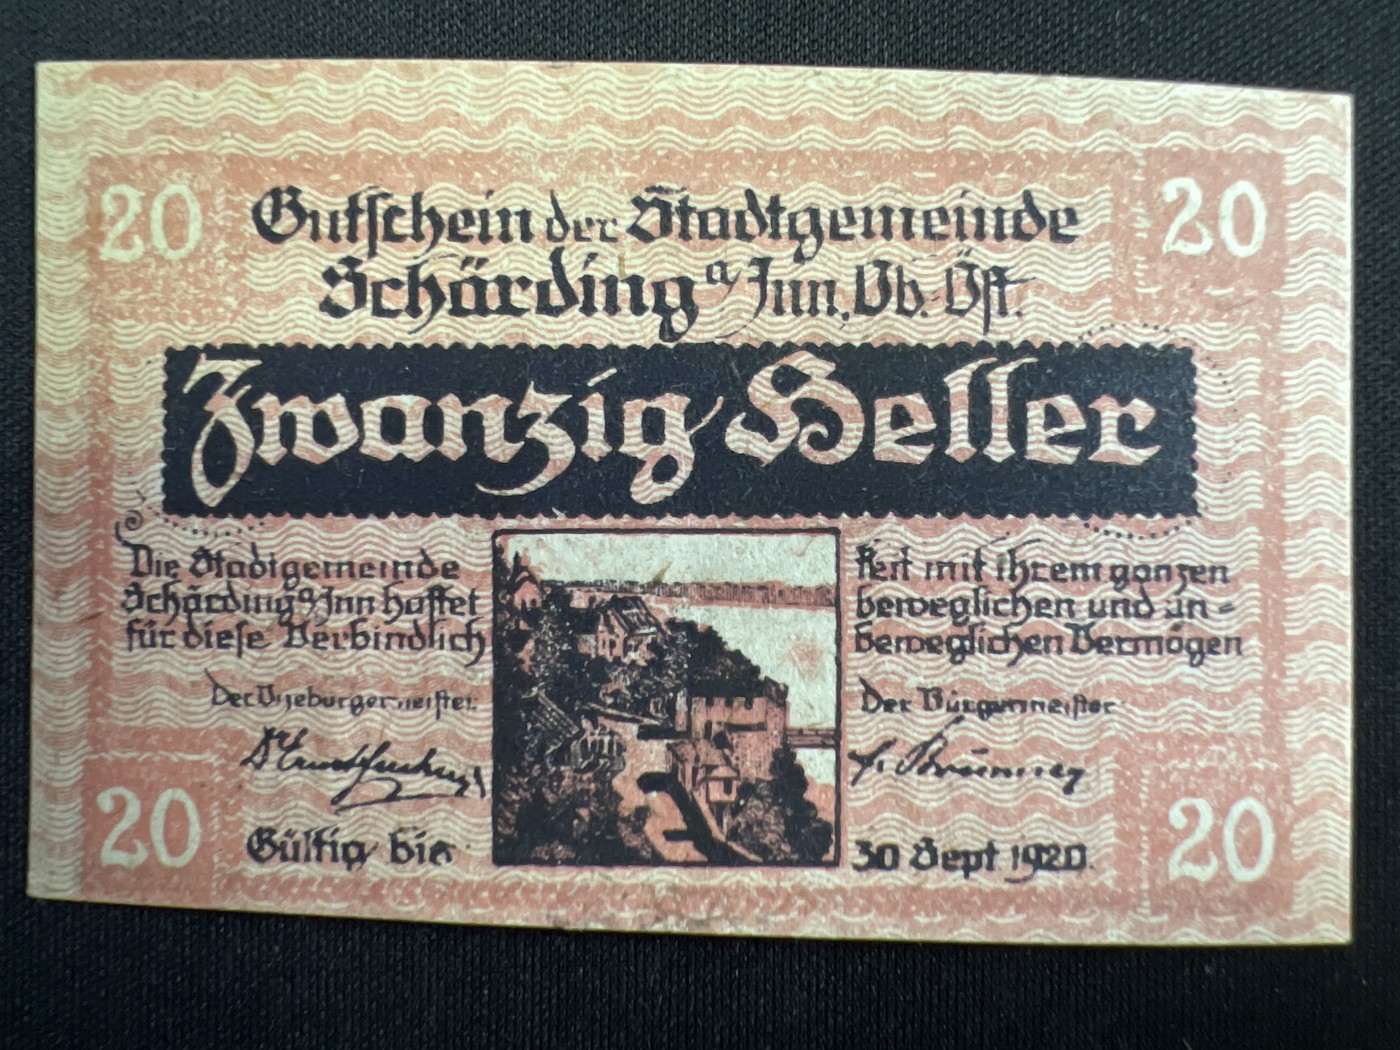 20
20
Gutschein der Stadtgemeinde
Schärding a/ Inn, Ob.-Öst.
Zwanzig Heller
Die Stadtgemeinde
Schärding a/ Inn haftet
für diese Verbindlich
keit mit ihrem ganzen
beweglichen und un-
beweglichen Vermögen
Der Vizebürgermeister:
Der Bürgermeister
Gültig bis
30 Sept 1920.
20
20